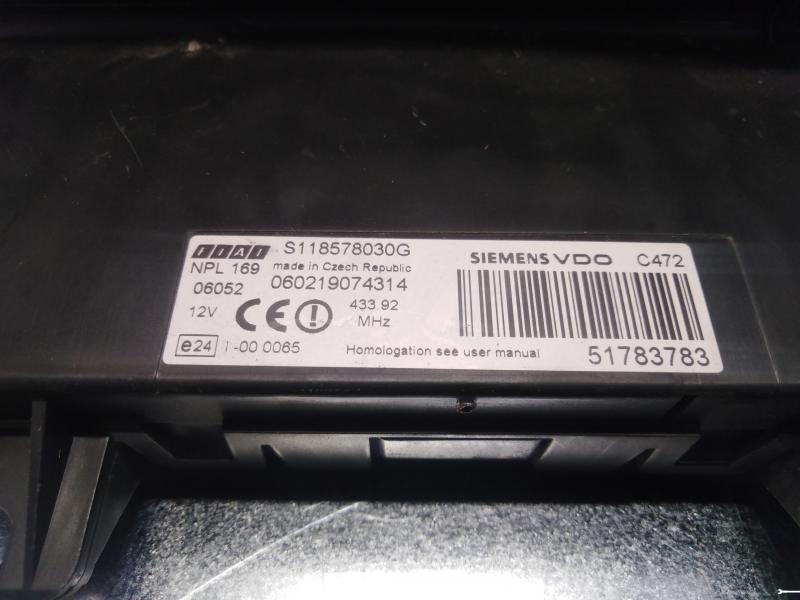 FIAT S118578030G
NPL 169 made in Czech Republic
06052 060219074314
12V CE 433.92
MHz
e24 I-00 0065
Homologation see user manual
SIEMENS VDO C472
51783783